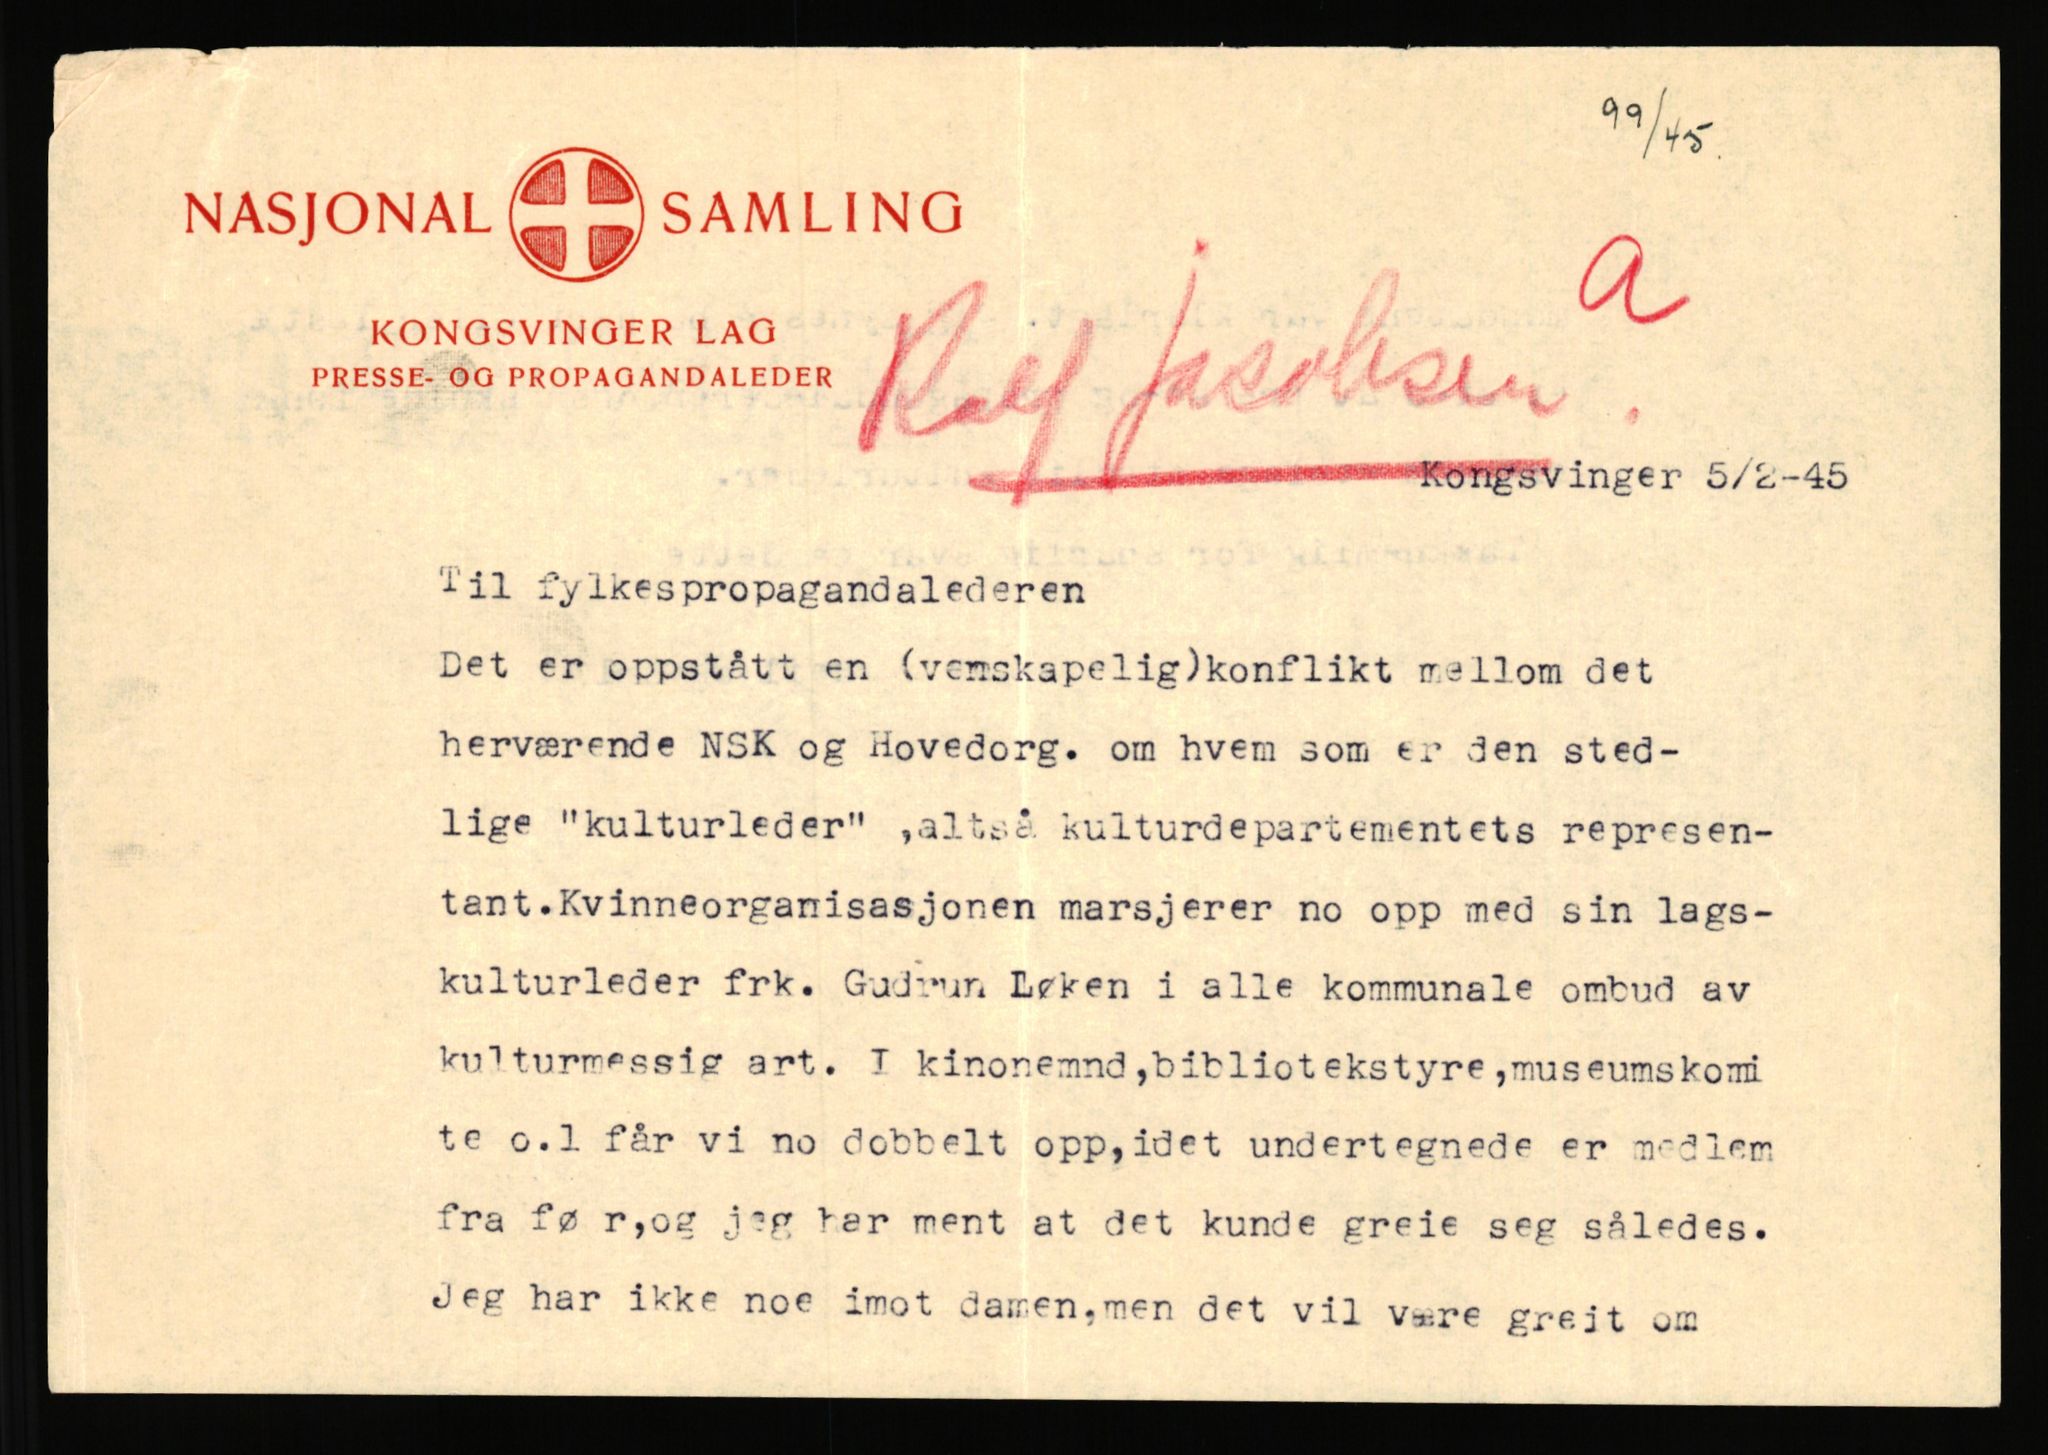 99/45.
NASJONAL SAMLING
a
KONGSVINGER LAG
PRESSE- OG PROPAGANDALEDER
Rolf Jacobsen.
Kongsvinger 5/2-45
Til fylkespropagandalederen
Det er oppstått en (venskapelig)konflikt mellom det
herværende NSK og Hovedorg. om hvem som er den sted-
lige "kulturleder" ,altså kulturdepartementets represen-
tant.Kvinneorganisasjonen marsjerer no opp med sin lags-
kulturleder frk. Gudrun Løken i alle kommunale ombud av
kulturmessig art. I kinonemnd,bibliotekstyre,museumskomi
te o.l får vi no dobbelt opp,idet undertegnede er medlem
fra fø r,og jeg har ment at det kunde greie seg således.
Jeg har ikke noe imot damen,men det vil være greit om